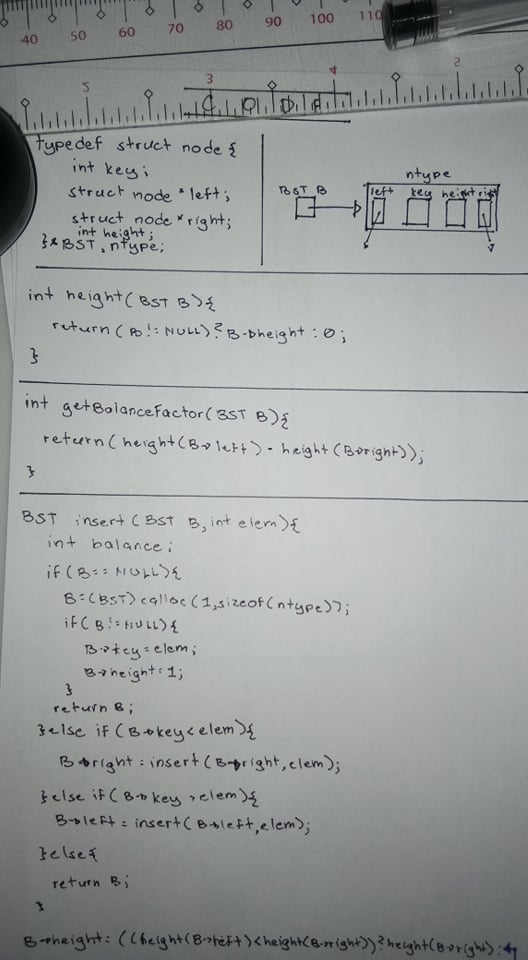 40 50 60 70 80 90 100 110
5 3 4 2
typedef struct node {
int key;
struct node *left;
struct node *right;
int height;
}*BST, ntype;
ntype
BST B
left key height right
int height(BST B){
return(B!=NULL)?B->height:0;
}
int getBalanceFactor(BST B){
return(height(B->left)-height(B->right));
}
BST insert(BST B,int elem){
int balance;
if(B==NULL){
B=(BST)calloc(1,sizeof(ntype));
if(B!=NULL){
B->key=elem;
B->height=1;
}
return B;
}else if(B->key<elem){
B->right=insert(B->right,elem);
}else if(B->key>elem){
B->left=insert(B->left,elem);
}else{
return B;
}
B->height=((height(B->left)<height(B->right))?height(B->right):